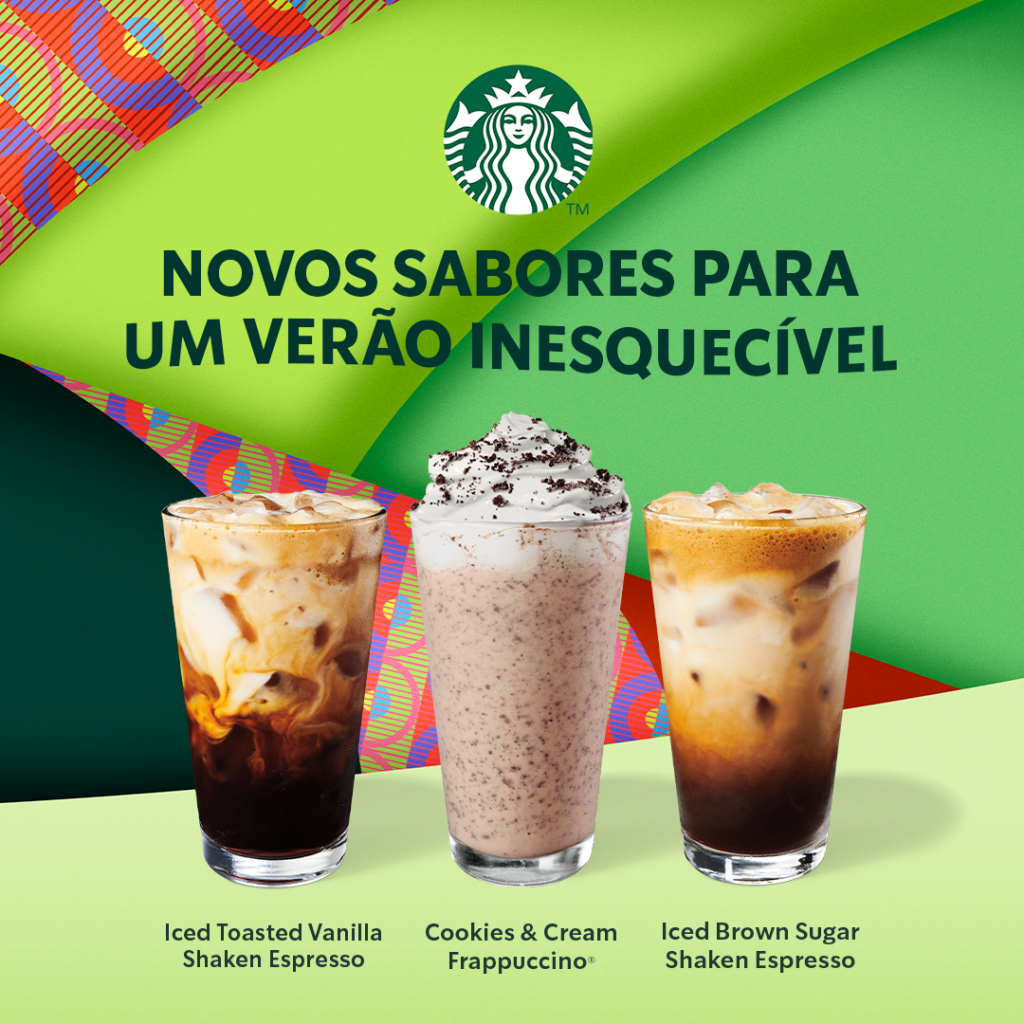 TM
NOVOS SABORES PARA
UM VERÃO INESQUECÍVEL
Iced Toasted Vanilla
Shaken Espresso
Cookies & Cream
Frappuccino®
Iced Brown Sugar
Shaken Espresso